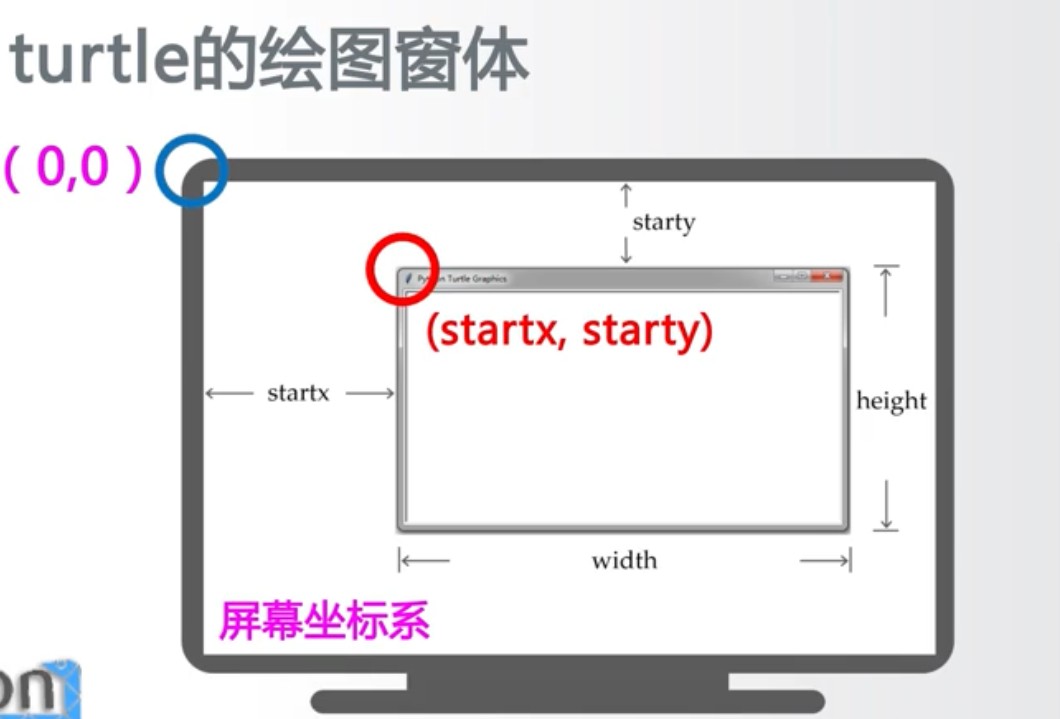 turtle的绘图窗体
( 0,0 )
starty
Python Turtle Graphics
(startx, starty)
startx
height
width
屏幕坐标系
on